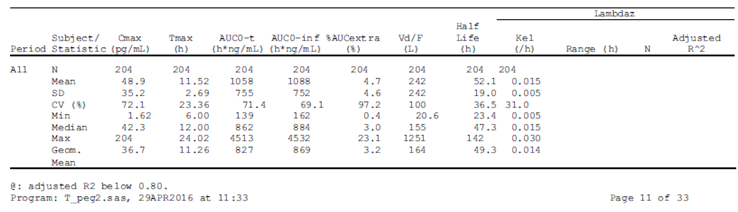 Lambdaz
Half
Subject/ Cmax Tmax AUC0-t AUC0-inf %AUCextra Vd/F Life Kel Adjusted
Period Statistic (pg/mL) (h) (h*ng/mL) (h*ng/mL) (%) (L) (h) (/h) Range (h) N R^2
All N 204 204 204 204 204 204 204 204
Mean 48.9 11.52 1058 1088 4.7 242 52.1 0.015
SD 35.2 2.69 755 752 4.6 242 19.0 0.005
CV (%) 72.1 23.36 71.4 69.1 97.2 100 36.5 31.0
Min 1.62 6.00 139 162 0.4 20.6 23.4 0.005
Median 42.3 12.00 862 884 3.0 155 47.3 0.015
Max 204 24.02 4513 4532 23.1 1251 142 0.030
Geom. 36.7 11.26 827 869 3.2 164 49.3 0.014
Mean
@: adjusted R2 below 0.80.
Program: T_peg2.sas, 29APR2016 at 11:33 Page 11 of 33